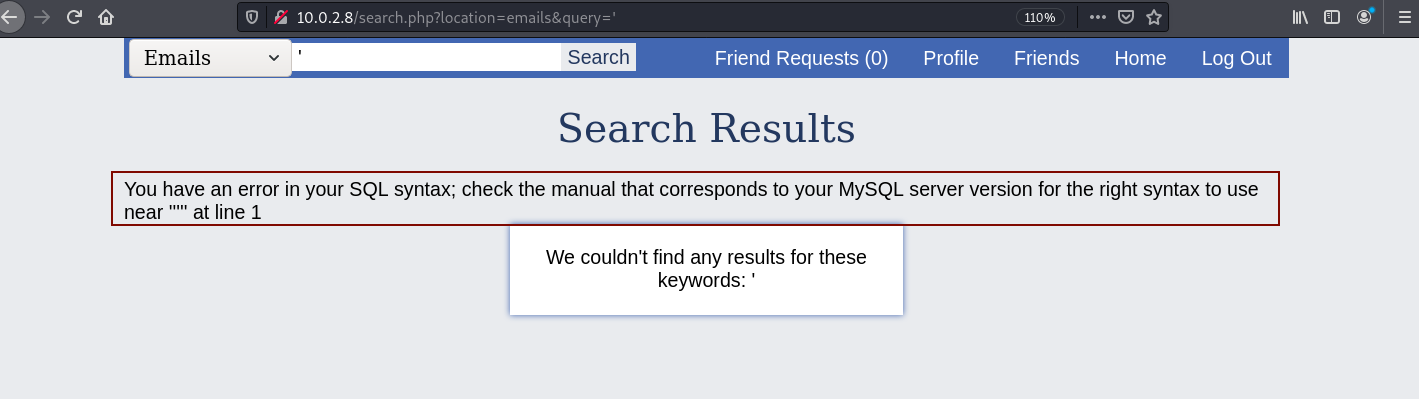 10.0.2.8/search.php?location=emails&query='
110%
Emails
'
Search
Friend Requests (0)
Profile
Friends
Home
Log Out
Search Results
You have an error in your SQL syntax; check the manual that corresponds to your MySQL server version for the right syntax to use
near ''''' at line 1
We couldn't find any results for these
keywords: '